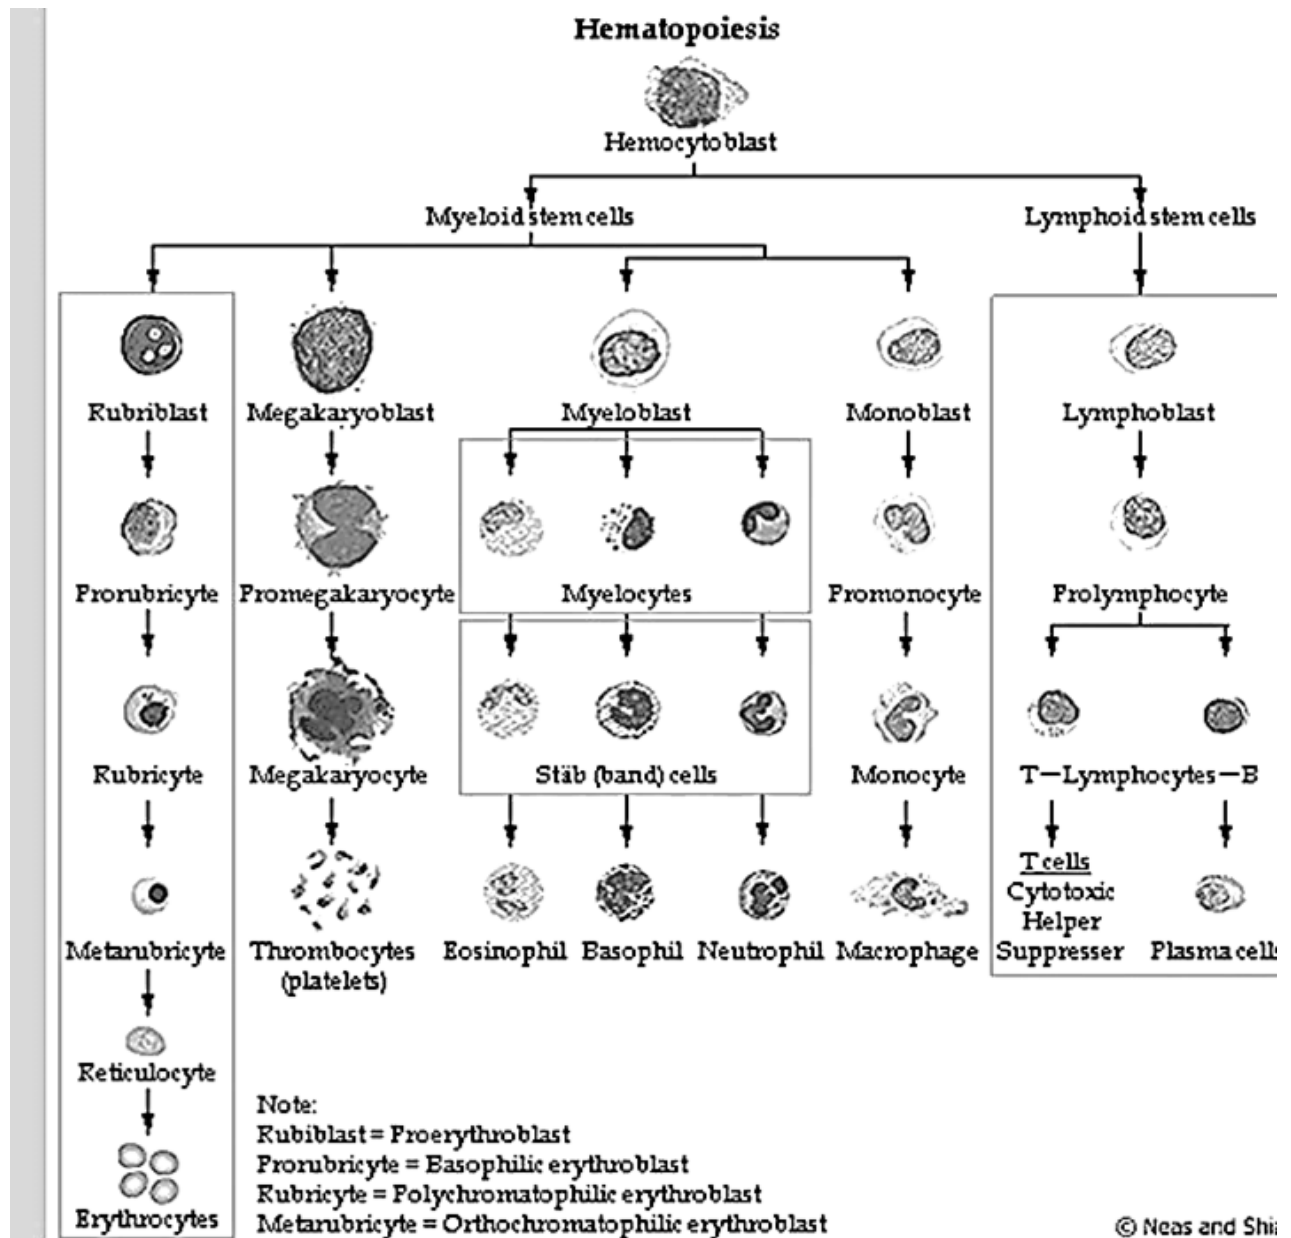 Hematopoiesis
Hemocytoblast
Myeloid stem cells
Lymphoid stem cells
Rubriblast
Megakaryoblast
Myeloblast
Monoblast
Lymphoblast
Prorubricyte
Promegakaryocyte
Myelocytes
Promonocyte
Prolymphocyte
Rubricyte
Megakaryocyte
Stäb (band) cells
Monocyte
T—Lymphocytes—B
Metarubricyte
Thrombocytes
(platelets)
Eosinophil
Basophil
Neutrophil
Macrophage
T cells
Cytotoxic
Helper
Suppresser
Plasma cells
Reticulocyte
Erythrocytes
Note:
Rubiblast = Proerythroblast
Prorubricyte = Basophilic erythroblast
Rubricyte = Polychromatophilic erythroblast
Metarubricyte = Orthochromatophilic erythroblast
© Neas and